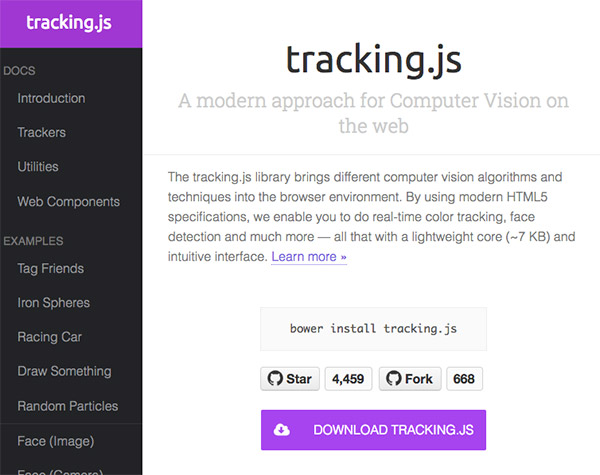 tracking.js
DOCS
Introduction
Trackers
Utilities
Web Components
EXAMPLES
Tag Friends
Iron Spheres
Racing Car
Draw Something
Random Particles
Face (Image)
Face (Camera)
tracking.js
A modern approach for Computer Vision on
the web
The tracking.js library brings different computer vision algorithms and
techniques into the browser environment. By using modern HTML5
specifications, we enable you to do real-time color tracking, face
detection and much more — all that with a lightweight core (~7 KB) and
intuitive interface. Learn more »
bower install tracking.js
Star 4,459 Fork 668
DOWNLOAD TRACKING.JS